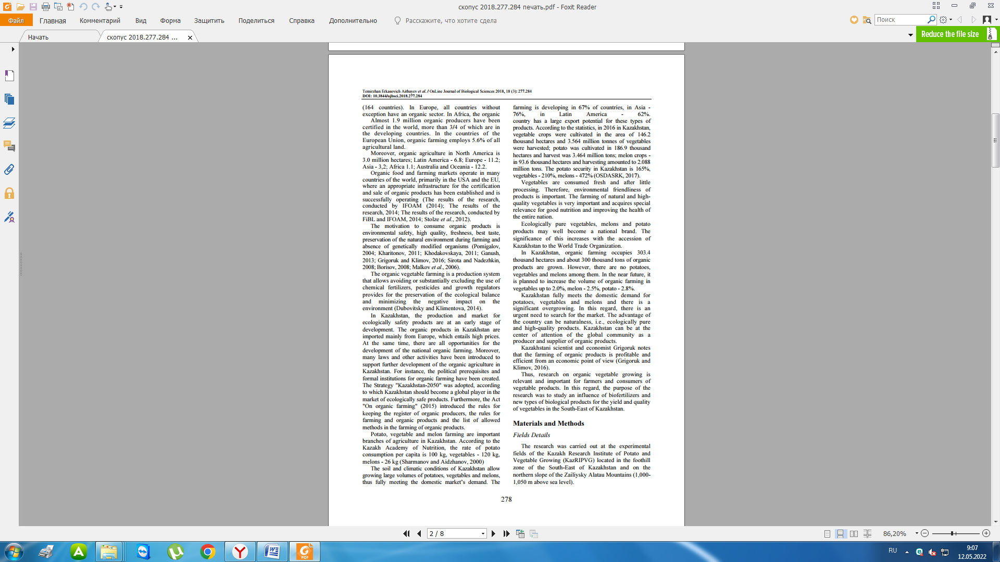 скопус 2018.277.284 печать.pdf - Foxit Reader
Файл
Главная
Комментарий
Вид
Форма
Защитить
Поделиться
Справка
Дополнительно
Расскажите, что хотите сдела
Поиск
Начать
скопус 2018.277.284 ...
Reduce the file size
Temirzhan Erkasovich Aitbayev et al. / OnLine Journal of Biological Sciences 2018, 18 (3): 277.284
DOI: 10.3844/ojbsci.2018.277.284
(164 countries). In Europe, all countries without
exception have an organic sector. In Africa, the organic
Almost 1.9 million organic producers have been
certified in the world, more than 3/4 of which are in
the developing countries. In the countries of the
European Union, organic farming employs 5.6% of all
agricultural land.
Moreover, organic agriculture in North America is
3.0 million hectares; Latin America - 6.8; Europe - 11.2;
Asia - 3,2; Africa 1.1; Australia and Oceania - 12.2.
Organic food and farming markets operate in many
countries of the world, primarily in the USA and the EU,
where an appropriate infrastructure for the certification
and sale of organic products has been established and is
successfully operating (The results of the research,
conducted by IFOAM (2014); The results of the
research, 2014; The results of the research, conducted by
FiBL and IFOAM, 2014; Stolze et al., 2012).
The motivation to consume organic products is
environmental safety, high quality, freshness, best taste,
preservation of the natural environment during farming and
absence of genetically modified organisms (Pomigalov,
2004; Kharitonov, 2011; Khodakovskaya, 2011; Ganush,
2013; Grigoruk and Klimov, 2016; Sirota and Nadezhkin,
2008; Borisov, 2008; Malkov et al., 2006).
The organic vegetable farming is a production system
that allows avoiding or substantially excluding the use of
chemical fertilizers, pesticides and growth regulators
provides for the preservation of the ecological balance
and minimizing the negative impact on the
environment (Dubovitsky and Klimentova, 2014).
In Kazakhstan, the production and market for
ecologically safety products are at an early stage of
development. The organic products in Kazakhstan are
imported mainly from Europe, which entails high prices.
At the same time, there are all opportunities for the
development of the national organic farming. Moreover,
many laws and other activities have been introduced to
support further development of the organic agriculture in
Kazakhstan. For instance, the political prerequisites and
formal institutions for organic farming have been created.
The Strategy "Kazakhstan-2050" was adopted, according
to which Kazakhstan should become a global player in the
market of ecologically safe products. Furthermore, the Act
"On organic farming" (2015) introduced the rules for
keeping the register of organic producers, the rules for
farming and organic products and the list of allowed
methods in the farming of organic products.
Potato, vegetable and melon farming are important
branches of agriculture in Kazakhstan. According to the
Kazakh Academy of Nutrition, the rate of potato
consumption per capita is 100 kg, vegetables - 120 kg,
melons - 26 kg (Sharmanov and Aidzhanov, 2000)
The soil and climatic conditions of Kazakhstan allow
growing large volumes of potatoes, vegetables and melons,
thus fully meeting the domestic market's demand. The
farming is developing in 67% of countries, in Asia -
76%, in Latin America - 62%.
country has a large export potential for these types of
products. According to the statistics, in 2016 in Kazakhstan,
vegetable crops were cultivated in the area of 146.2
thousand hectares and 3.564 million tonnes of vegetables
were harvested; potato was cultivated in 186.9 thousand
hectares and harvest was 3.464 million tons; melon crops -
in 93.6 thousand hectares and harvesting amounted to 2.088
million tons. The potato security in Kazakhstan is 165%,
vegetables - 210%, melons - 472% (OSDASRK, 2017).
Vegetables are consumed fresh and after little
processing. Therefore, environmental friendliness of
products is important. The farming of natural and high-
quality vegetables is very important and acquires special
relevance for good nutrition and improving the health of
the entire nation.
Ecologically pure vegetables, melons and potato
products may well become a national brand. The
significance of this increases with the accession of
Kazakhstan to the World Trade Organization.
In Kazakhstan, organic farming occupies 303.4
thousand hectares and about 300 thousand tons of organic
products are grown. However, there are no potatoes,
vegetables and melons among them. In the near future, it
is planned to increase the volume of organic farming in
vegetables up to 2.0%, melon - 2.5%, potato - 2.8%.
Kazakhstan fully meets the domestic demand for
potatoes, vegetables and melons and there is a
significant overgrowing. In this regard, there is an
urgent need to search for the market. The advantage of
the country can be naturalness, i.e., ecologically pure
and high-quality products. Kazakhstan can be at the
center of attention of the global community as a
producer and supplier of organic products.
Kazakhstani scientist and economist Grigoruk notes
that the farming of organic products is profitable and
efficient from an economic point of view (Grigoruk and
Klimov, 2016).
Thus, research on organic vegetable growing is
relevant and important for farmers and consumers of
vegetable products. In this regard, the purpose of the
research was to study an influence of biofertilizers and
new types of biological products for the yield and quality
of vegetables in the South-East of Kazakhstan.
Materials and Methods
Fields Details
The research was carried out at the experimental
fields of the Kazakh Research Institute of Potato and
Vegetable Growing (KazRIPVG) located in the foothill
zone of the South-East of Kazakhstan and on the
northern slope of the Zailiysky Alatau Mountains (1,000-
1,050 m above sea level).
278
2 / 8
86,20%
RU
9:07
12.05.2022